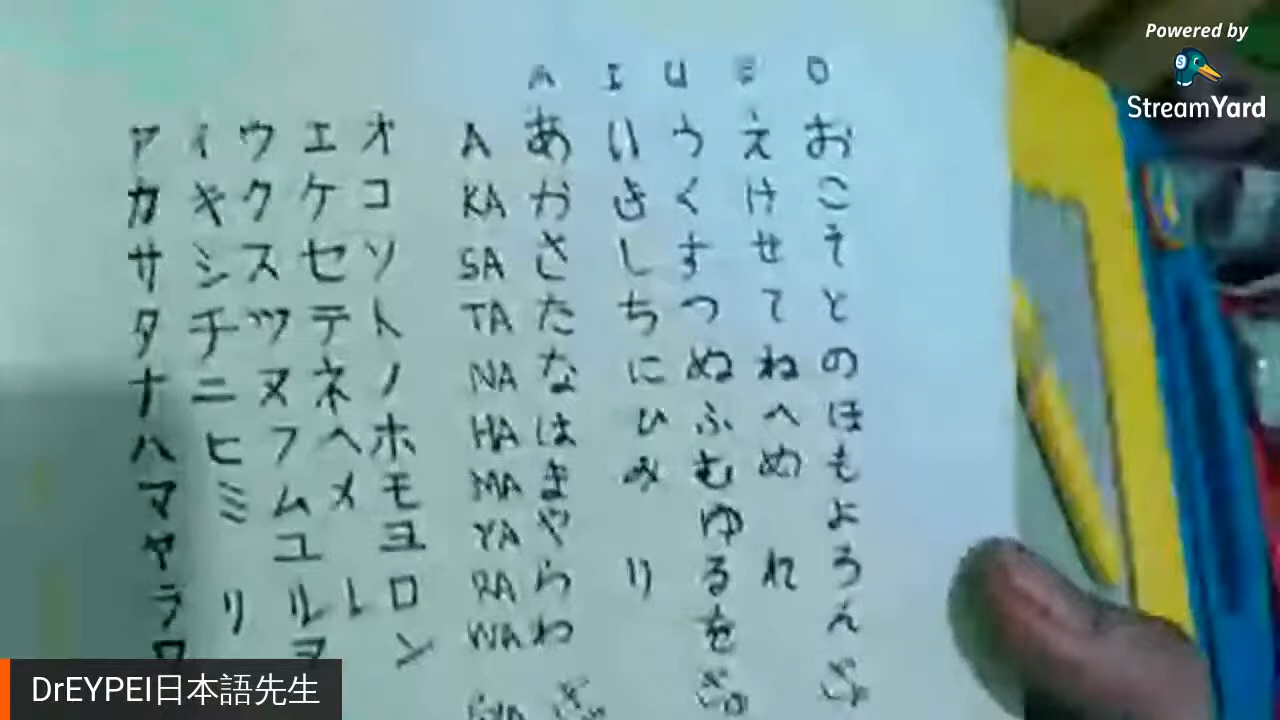 Powered by
StreamYard
A I U E O
ア イ ウ エ オ A あ い う え お
カ キ ク ケ コ KA か き く け こ
サ シ ス セ ソ SA さ し す せ そ
タ チ ツ テ ト TA た ち つ て と
ナ ニ ヌ ネ ノ NA な に ぬ ね の
ハ ヒ フ ヘ ホ HA は ひ ふ へ ほ
マ ミ ム メ モ MA ま み む め も
ヤ ユ ヨ YA や ゆ よ
ラ リ ル レ ロ RA ら り る れ ろ
ワ ヲ ン WA わ を ん
DrEYPEI日本語先生